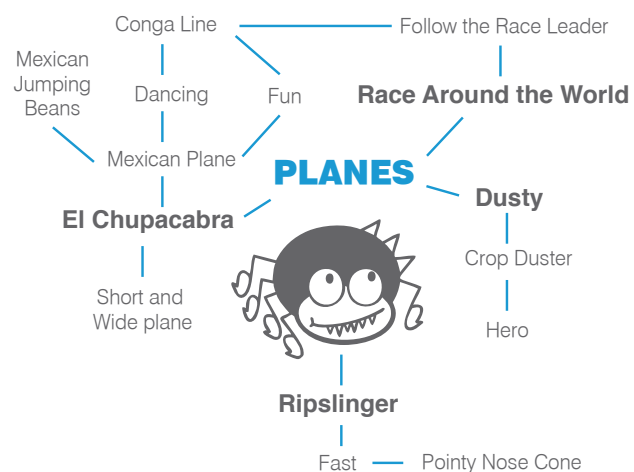 Conga Line
Follow the Race Leader
Mexican
Jumping
Beans
Dancing
Fun
Race Around the World
Mexican Plane
PLANES
El Chupacabra
Dusty
Crop Duster
Short and
Wide plane
Hero
Ripslinger
Fast
Pointy Nose Cone